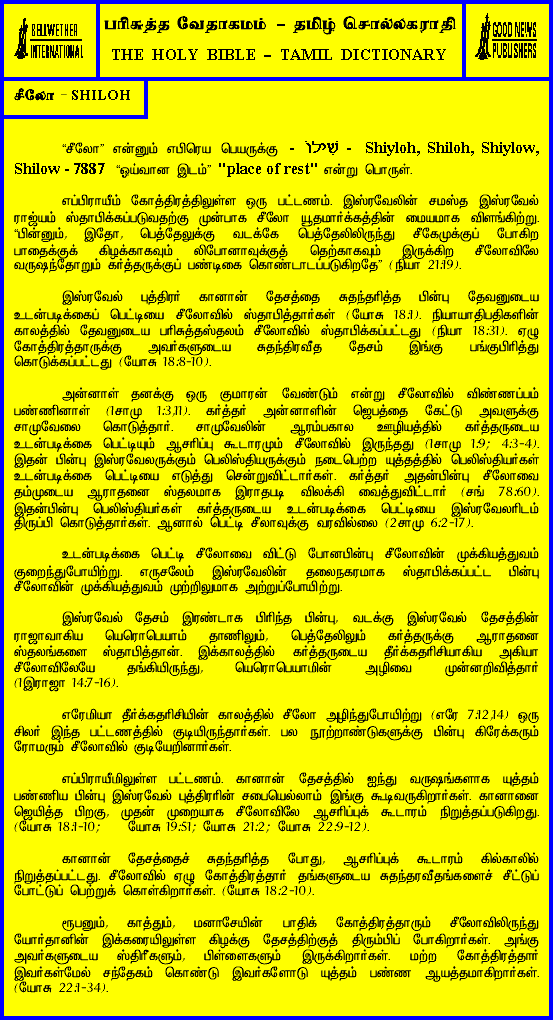 BELLWETHER
INTERNATIONAL
பரிசுத்த வேதாகமம் – தமிழ் சொல்லகராதி
THE HOLY BIBLE – TAMIL DICTIONARY
GOOD NEWS
PUBLISHERS
சீலோ – SHILOH
“சீலோ” என்னும் எபிரெய பெயருக்கு - שִׁילוֹ - Shiyloh, Shiloh, Shiylow,
Shilow - 7887 “ஓய்வான இடம்” "place of rest" என்று பொருள்.
எப்பிராயீம் கோத்திரத்திலுள்ள ஒரு பட்டணம். இஸ்ரவேலின் சமஸ்த இஸ்ரவேல்
ராஜ்யம் ஸ்தாபிக்கப்படுவதற்கு முன்பாக சீலோ யூதமார்க்கத்தின் மையமாக விளங்கிற்று.
“பின்னும், இதோ, பெத்தேலுக்கு வடக்கே பெத்தேலிலிருந்து சீகேமுக்குப் போகிற
பாதைக்குக் கிழக்காகவும் லிபோனாவுக்குத் தெற்காகவும் இருக்கிற சீலோவிலே
வருஷந்தோறும் கர்த்தருக்குப் பண்டிகை கொண்டாடப்படுகிறதே” (நியா 21:19).
இஸ்ரவேல் புத்திரர் கானான் தேசத்தை சுதந்தரித்த பின்பு தேவனுடைய
உடன்படிக்கைப் பெட்டியை சீலோவில் ஸ்தாபித்தார்கள் (யோசு 18:1). நியாயாதிபதிகளின்
காலத்தில் தேவனுடைய பரிசுத்தஸ்தலம் சீலோவில் ஸ்தாபிக்கப்பட்டது (நியா 18:31). ஏழு
கோத்திரத்தாருக்கு அவர்களுடைய சுதந்திரவீத தேசம் இங்கு பங்குபிரித்து
கொடுக்கப்பட்டது (யோசு 18:8-10).
அன்னாள் தனக்கு ஒரு குமாரன் வேண்டும் என்று சீலோவில் விண்ணப்பம்
பண்ணினாள் (1சாமு 1:3,11). கர்த்தர் அன்னாளின் ஜெபத்தை கேட்டு அவளுக்கு
சாமுவேலை கொடுத்தார். சாமுவேலின் ஆரம்பகால ஊழியத்தில் கர்த்தருடைய
உடன்படிக்கை பெட்டியும் ஆசரிப்பு கூடாரமும் சீலோவில் இருந்தது (1சாமு 1:9; 4:3-4).
இதன் பின்பு இஸ்ரவேலருக்கும் பெலிஸ்தியருக்கும் நடைபெற்ற யுத்தத்தில் பெலிஸ்தியர்கள்
உடன்படிக்கை பெட்டியை எடுத்து சென்றுவிட்டார்கள். கர்த்தர் அதன்பின்பு சீலோவை
தம்முடைய ஆராதனை ஸ்தலமாக இராதபடி விலக்கி வைத்துவிட்டார் (சங் 78:60).
இதன்பின்பு பெலிஸ்தியர்கள் கர்த்தருடைய உடன்படிக்கை பெட்டியை இஸ்ரவேலரிடம்
திருப்பி கொடுத்தார்கள். ஆனால் பெட்டி சீலாவுக்கு வரவில்லை (2சாமு 6:2-17).
உடன்படிக்கை பெட்டி சீலோவை விட்டு போனபின்பு சீலோவின் முக்கியத்துவம்
குறைந்துபோயிற்று. எருசலேம் இஸ்ரவேலின் தலைநகரமாக ஸ்தாபிக்கப்பட்ட பின்பு
சீலோவின் முக்கியத்துவம் முற்றிலுமாக அற்றுப்போயிற்று.
இஸ்ரவேல் தேசம் இரண்டாக பிரிந்த பின்பு, வடக்கு இஸ்ரவேல் தேசத்தின்
ராஜாவாகிய யெரொபெயாம் தாணிலும், பெத்தேலிலும் கர்த்தருக்கு ஆராதனை
ஸ்தலங்களை ஸ்தாபித்தான். இக்காலத்தில் கர்த்தருடைய தீர்க்கதரிசியாகிய அகியா
சீலோவிலேயே தங்கியிருந்து, யெரொபெயாமின் அழிவை முன்னறிவித்தார்
(1இராஜா 14:7-16).
எரேமியா தீர்க்கதரிசியின் காலத்தில் சீலோ அழிந்துபோயிற்று (எரே 7:12,14) ஒரு
சிலர் இந்த பட்டணத்தில் குடியிருந்தார்கள். பல நூற்றாண்டுகளுக்கு பின்பு கிரேக்கரும்
ரோமரும் சீலோவில் குடியேறினார்கள்.
எப்பிராயீமிலுள்ள பட்டணம். கானான் தேசத்தில் ஐந்து வருஷங்களாக யுத்தம்
பண்ணிய பின்பு இஸ்ரவேல் புத்திரரின் சபையெல்லாம் இங்கு கூடிவருகிறார்கள். கானானை
ஜெயித்த பிறகு, முதன் முறையாக சீலோவிலே ஆசரிப்புக் கூடாரம் நிறுத்தப்படுகிறது.
(யோசு 18:1-10; யோசு 19:51; யோசு 21:2; யோசு 22:9-12).
கானான் தேசத்தைச் சுதந்தரித்த போது, ஆசரிப்புக் கூடாரம் கில்காலில்
நிறுத்தப்பட்டது. சீலோவில் ஏழு கோத்திரத்தார் தங்களுடைய சுதந்தரவீதங்களைச் சீட்டுப்
போட்டுப் பெற்றுக் கொள்கிறார்கள். (யோசு 18:2-10).
ரூபனும், காத்தும், மனாசேயின் பாதிக் கோத்திரத்தாரும் சீலோவிலிருந்து
யோர்தானின் இக்கரையிலுள்ள கிழக்கு தேசத்திற்குத் திரும்பிப் போகிறார்கள். அங்கு
அவர்களுடைய ஸ்திரீகளும், பிள்ளைகளும் இருக்கிறார்கள். மற்ற கோத்திரத்தார்
இவர்கள்மேல் சந்தேகம் கொண்டு இவர்களோடு யுத்தம் பண்ண ஆயத்தமாகிறார்கள்.
(யோசு 22:1-34).